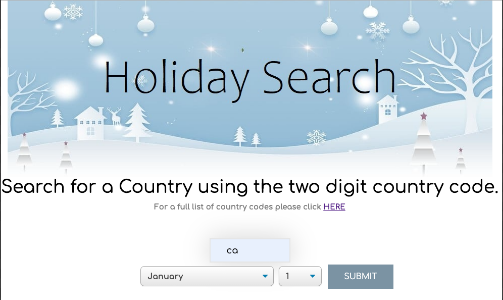 Holiday Search
Search for a Country using the two digit country code.
For a full list of country codes please click HERE
ca
January 1 SUBMIT